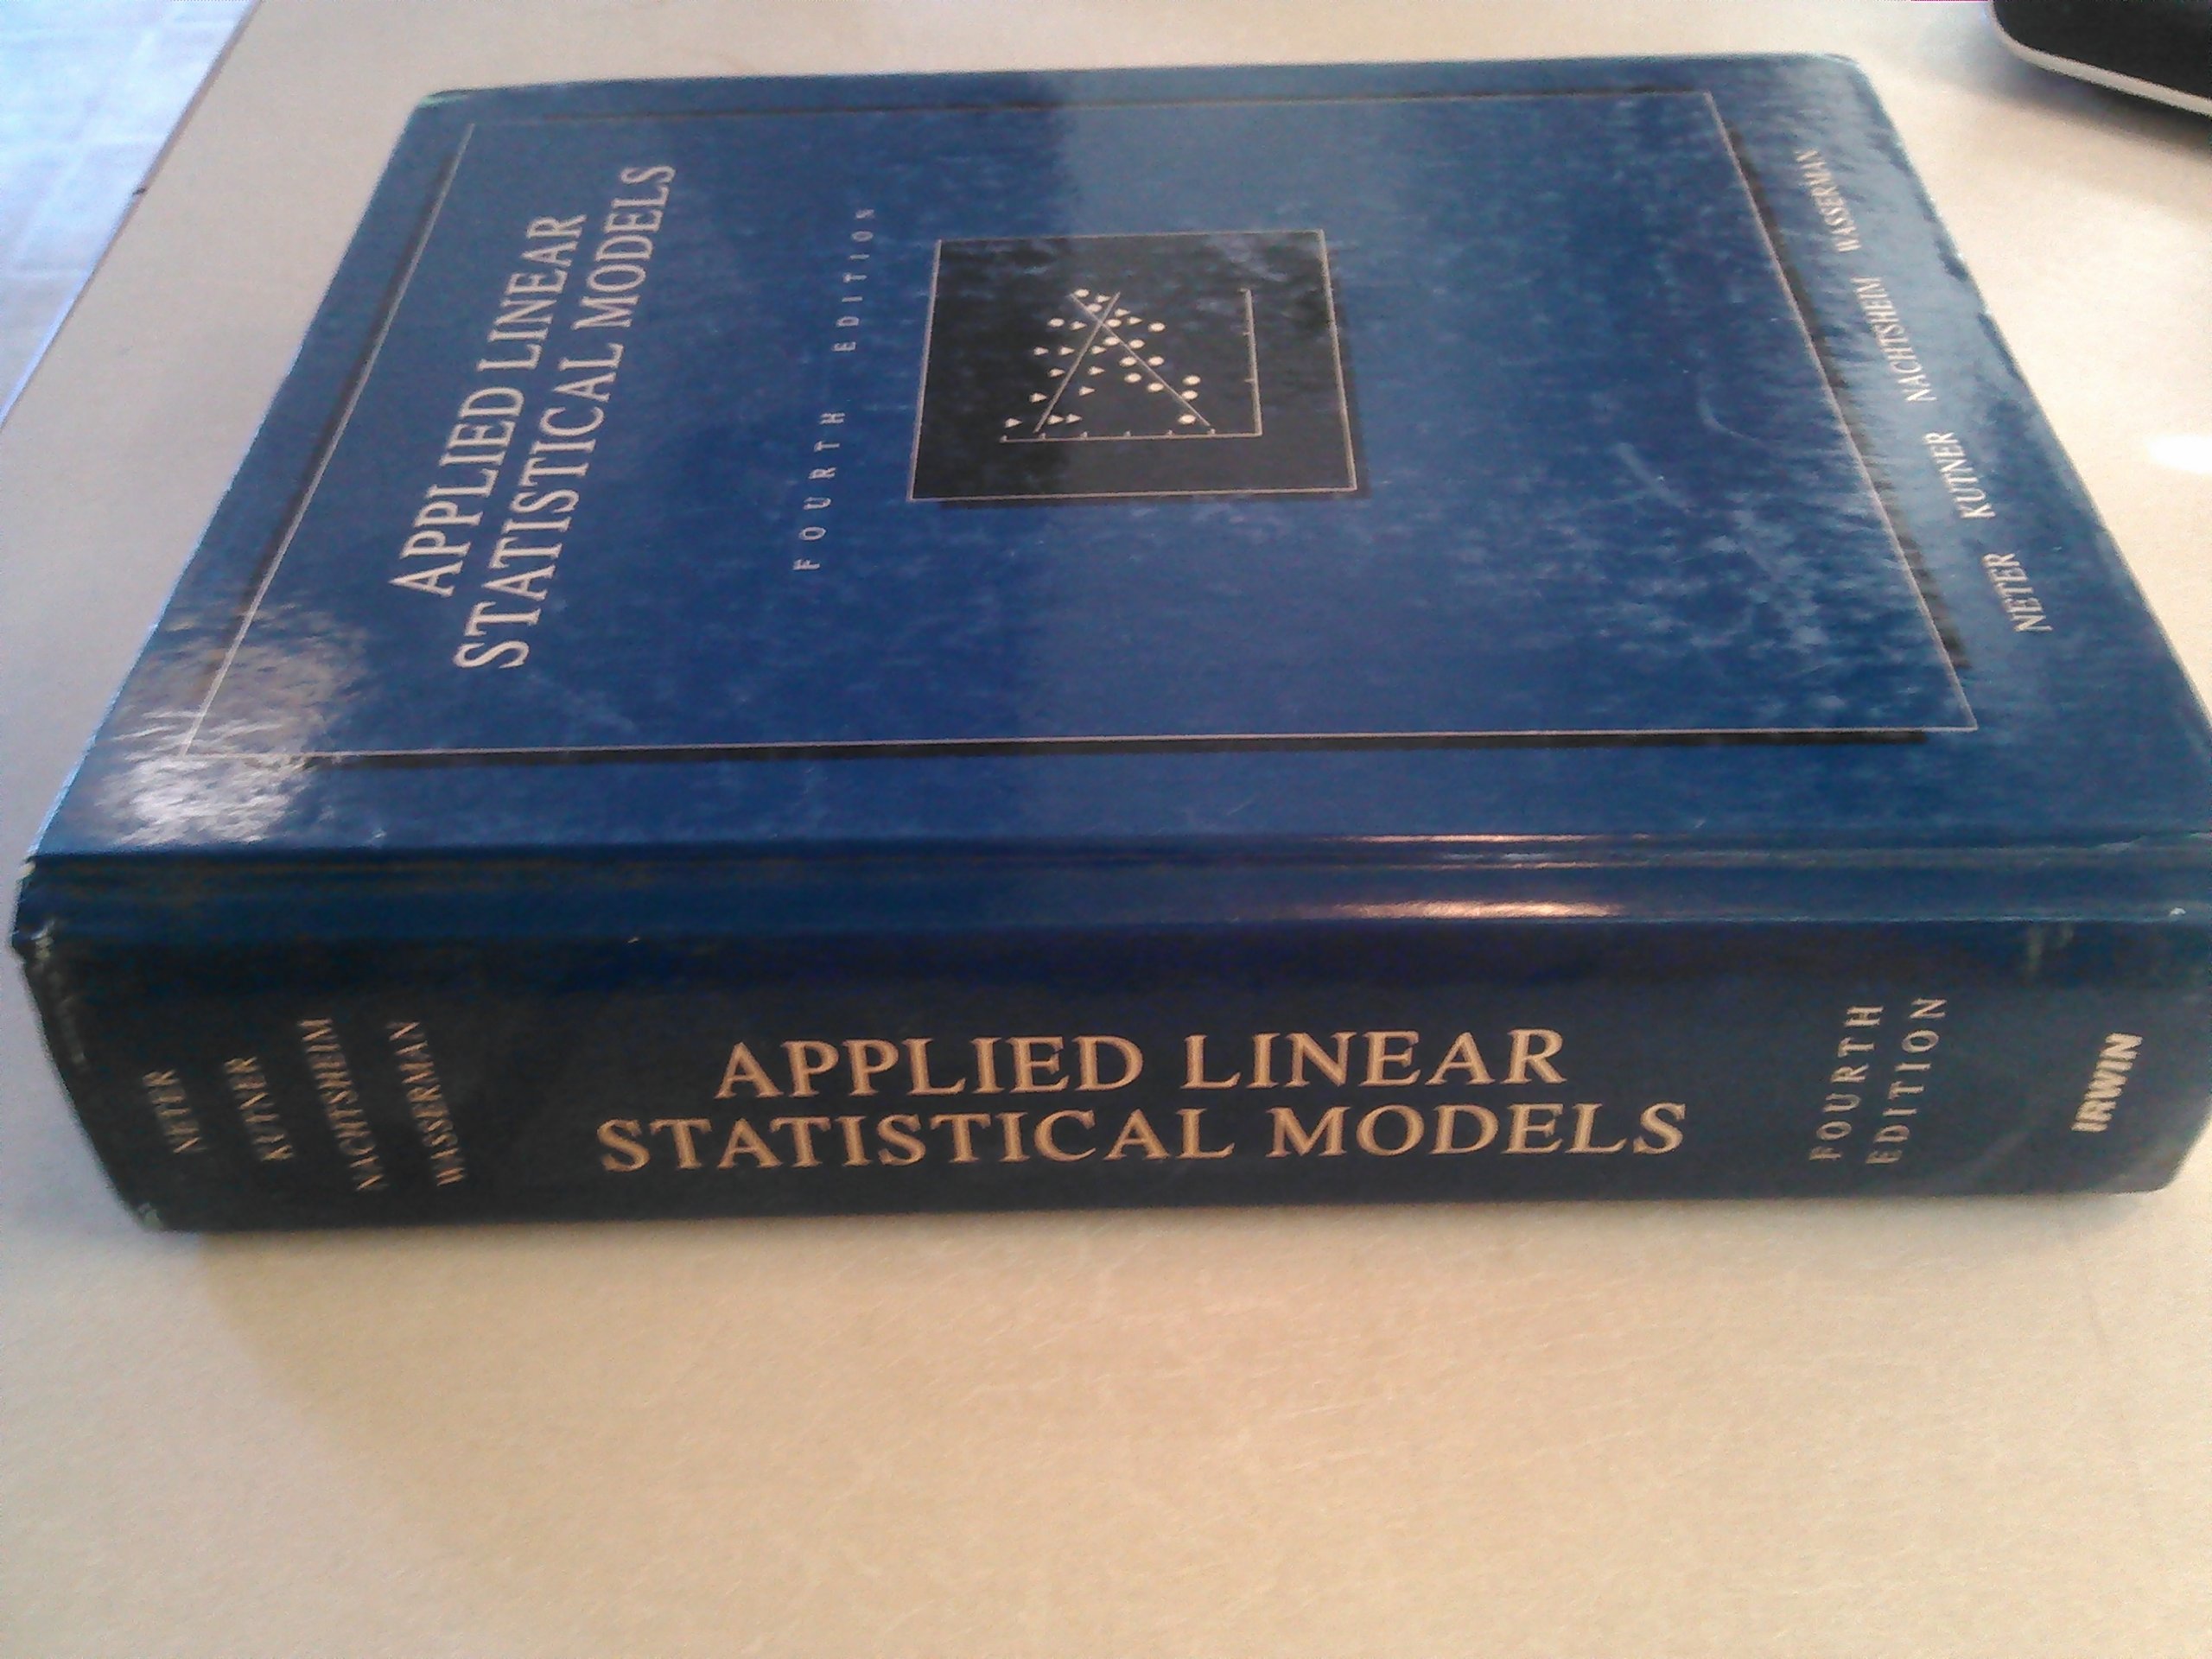 APPLIED LINEAR
STATISTICAL MODELS
FOURTH EDITION
NETER KUTNER NACHTSHEIM WASSERMAN
NETER
KUTNER
NACHTSHEIM
WASSERMAN
APPLIED LINEAR
STATISTICAL MODELS
FOURTH
EDITION
IRWIN